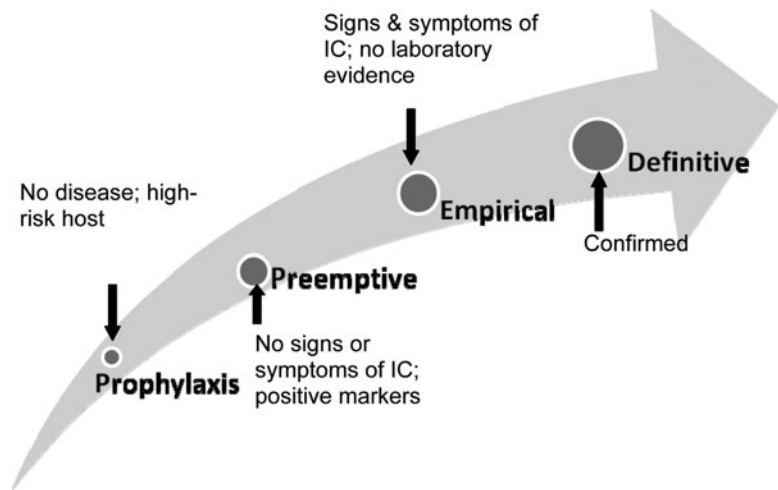 Signs & symptoms of
IC; no laboratory
evidence
Definitive
No disease; high-
risk host
Empirical
Confirmed
Preemptive
No signs or
symptoms of IC;
positive markers
Prophylaxis